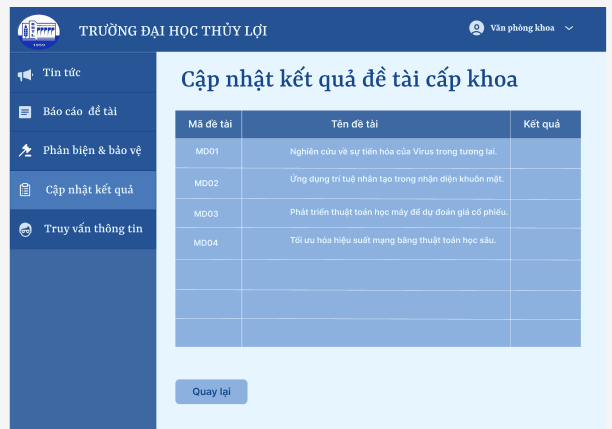 TRƯỜNG ĐẠI HỌC THỦY LỢI
Văn phòng khoa
1959
Tin tức
Báo cáo đề tài
Phản biện & bảo vệ
Cập nhật kết quả
Truy vấn thông tin
Cập nhật kết quả đề tài cấp khoa
Mã đề tài Tên đề tài Kết quả
MD01 Nghiên cứu về sự tiến hóa của Virus trong tương lai.
MD02 Ứng dụng trí tuệ nhân tạo trong nhận diện khuôn mặt.
MD03 Phát triển thuật toán học máy để dự đoán giá cổ phiếu.
MD04 Tối ưu hóa hiệu suất mạng bằng thuật toán học sâu.
Quay lại